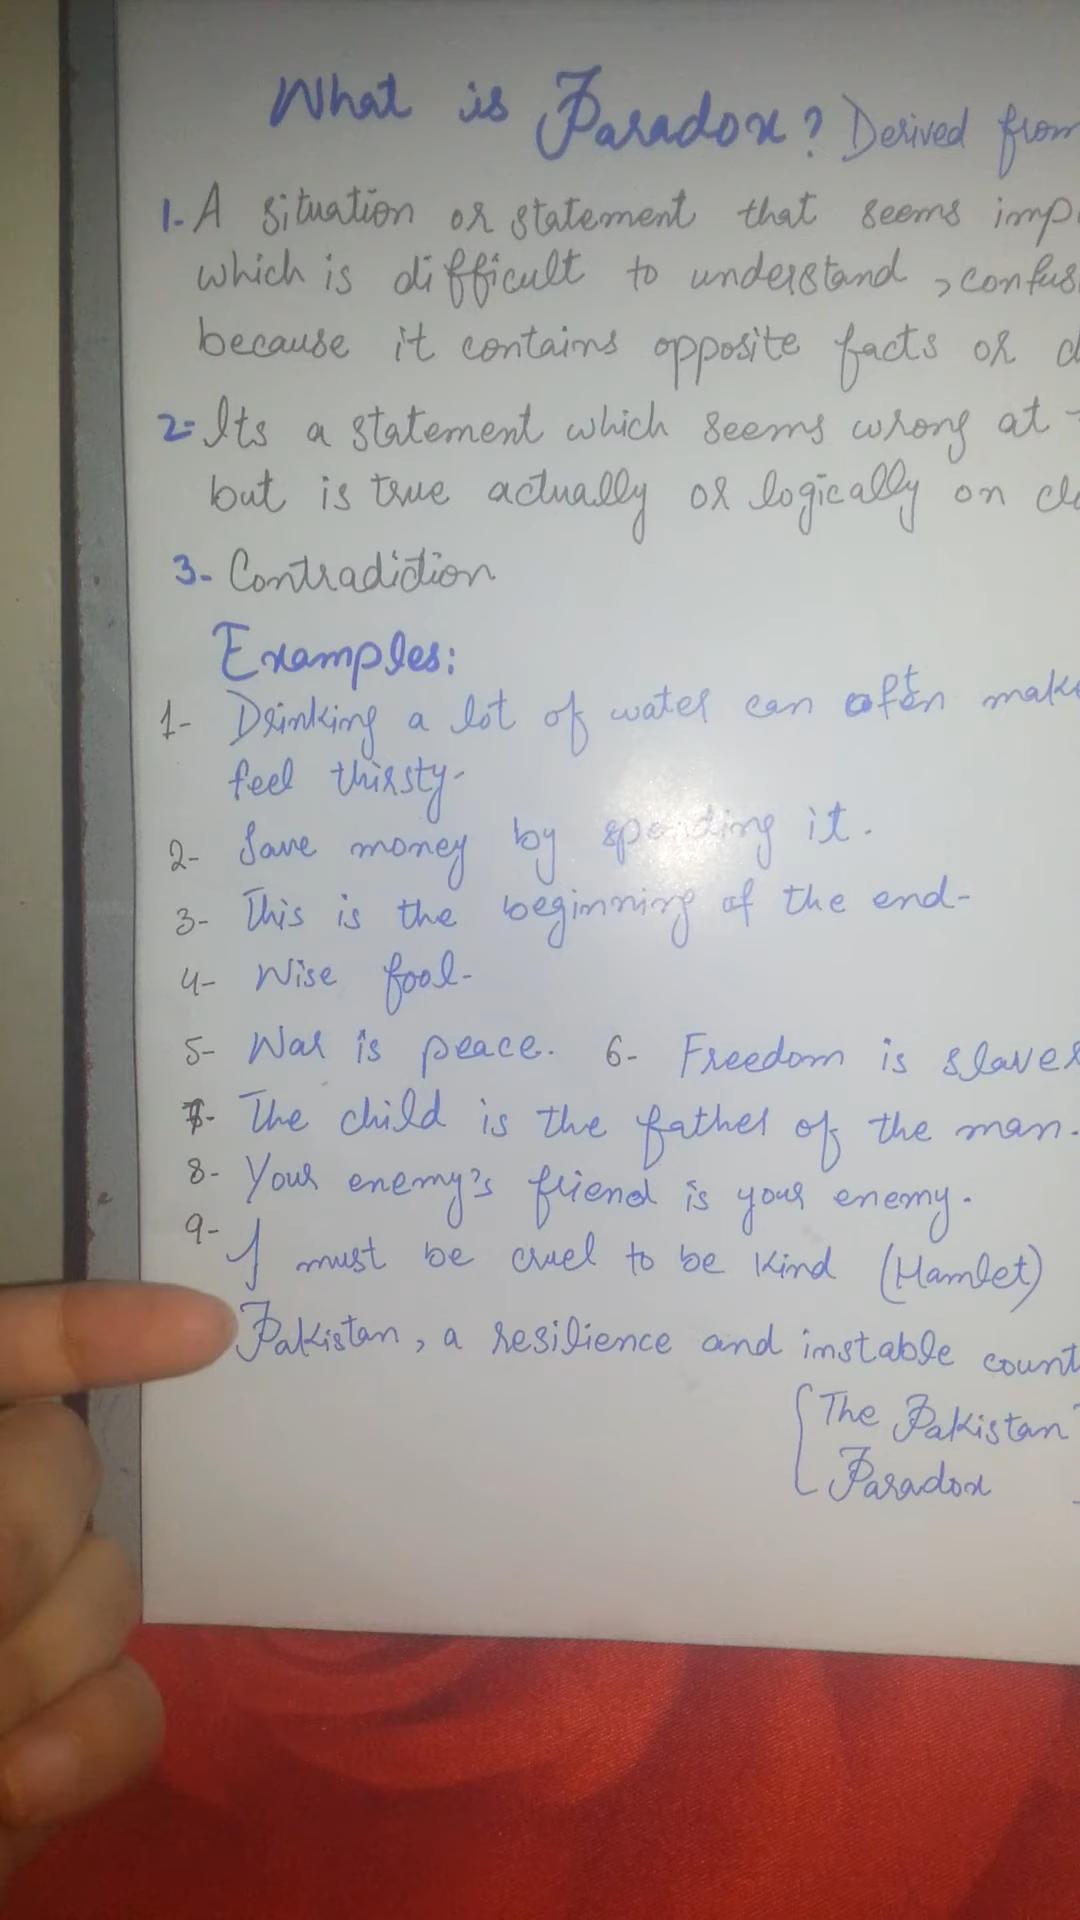 What is Paradox? Derived from
1- A situation or statement that seems imp
which is difficult to understand, confus
because it contains opposite facts or
2- Its a statement which seems wrong at
but is true actually or logically on
3- Contradiction
Examples:
1- Drinking a lot of water can often make
feel thirsty-
2- Save money by spending it.
3- This is the beginning of the end-
4- Wise fool-
5- War is peace. 6- Freedom is slaver
7- The child is the father of the man.
8- Your enemy's friend is your enemy.
9- I must be cruel to be kind (Hamlet)
Pakistan, a resilience and instable count
The Pakistan
Paradox